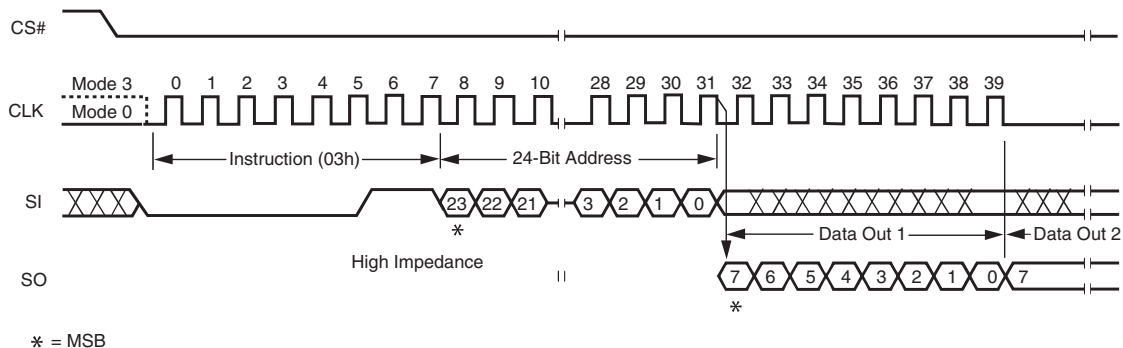 CS#
Mode 3
0 1 2 3 4 5 6 7 8 9 10 28 29 30 31 32 33 34 35 36 37 38 39
CLK
Mode 0
Instruction (03h)
24-Bit Address
SI
23 22 21 3 2 1 0
*
Data Out 1
Data Out 2
High Impedance
SO
7 6 5 4 3 2 1 0 7
*
* = MSB